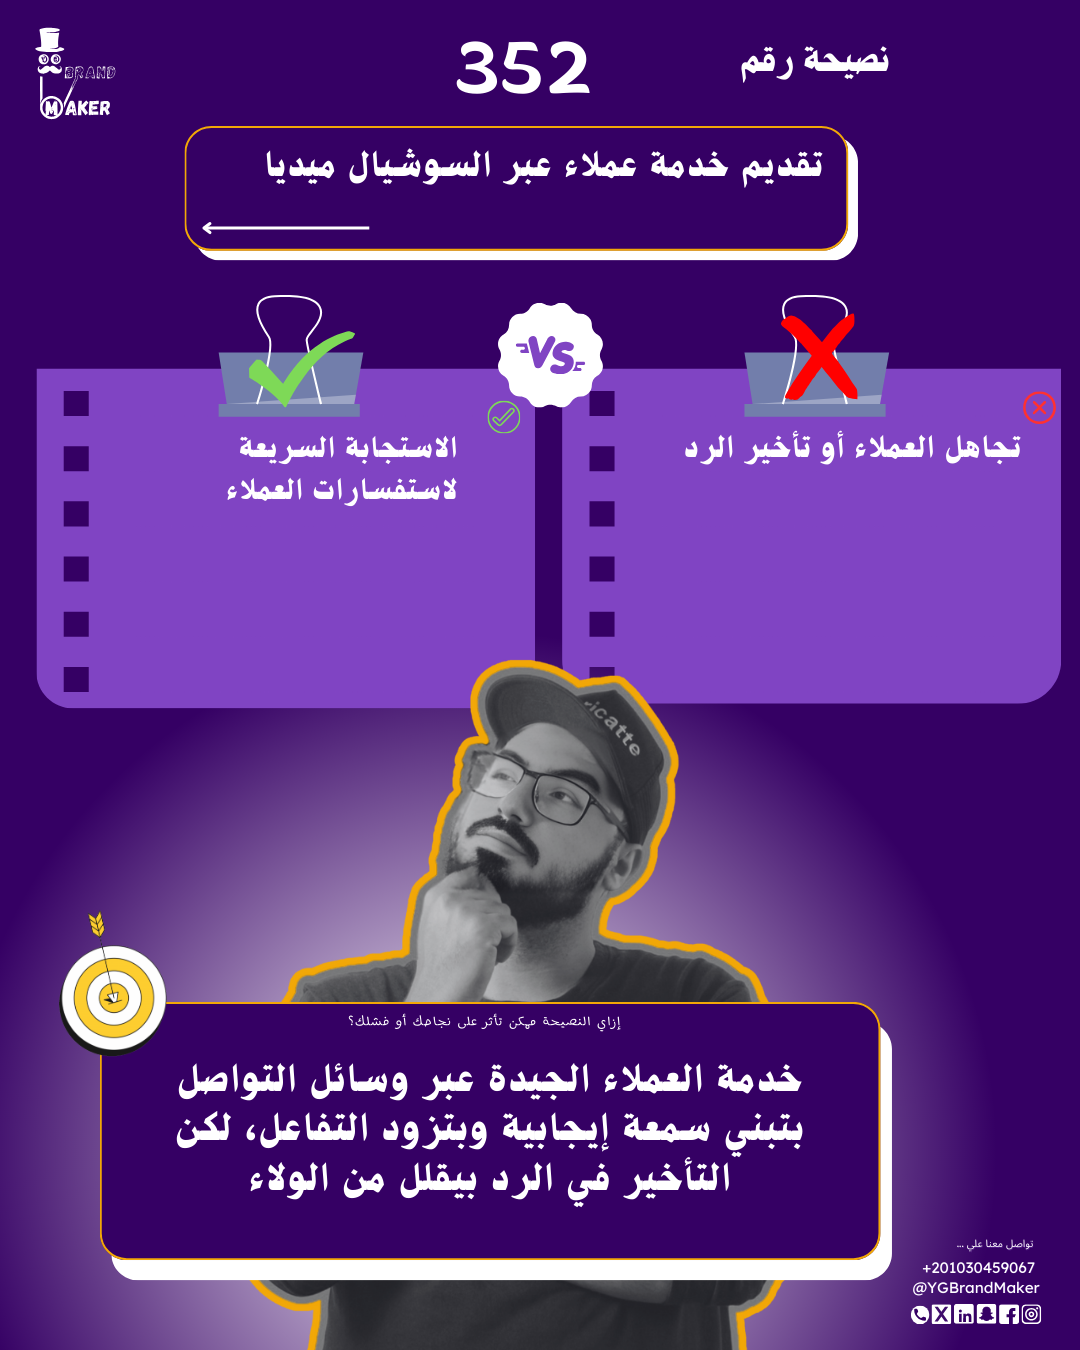 BRAND
MAKER
نصيحة رقم
352
تقديم خدمة عملاء عبر السوشيال ميديا
VS
تجاهل العملاء أو تأخير الرد
الاستجابة السريعة
لاستفسارات العملاء
icatte
إزاي النصيحة ممكن تأثر على نجاحك أو فشلك؟
خدمة العملاء الجيدة عبر وسائل التواصل
بتبني سمعة إيجابية وبتزود التفاعل، لكن
التأخير في الرد بيقلل من الولاء
تواصل معنا علي ...
+201030459067
@YGBrandMaker